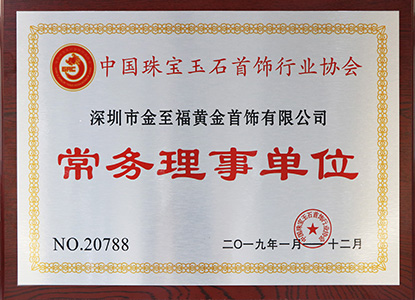 中国珠宝玉石首饰行业协会
深圳市金至福黄金首饰有限公司
常务理事单位
NO.20788
二〇一九年一月一十二月